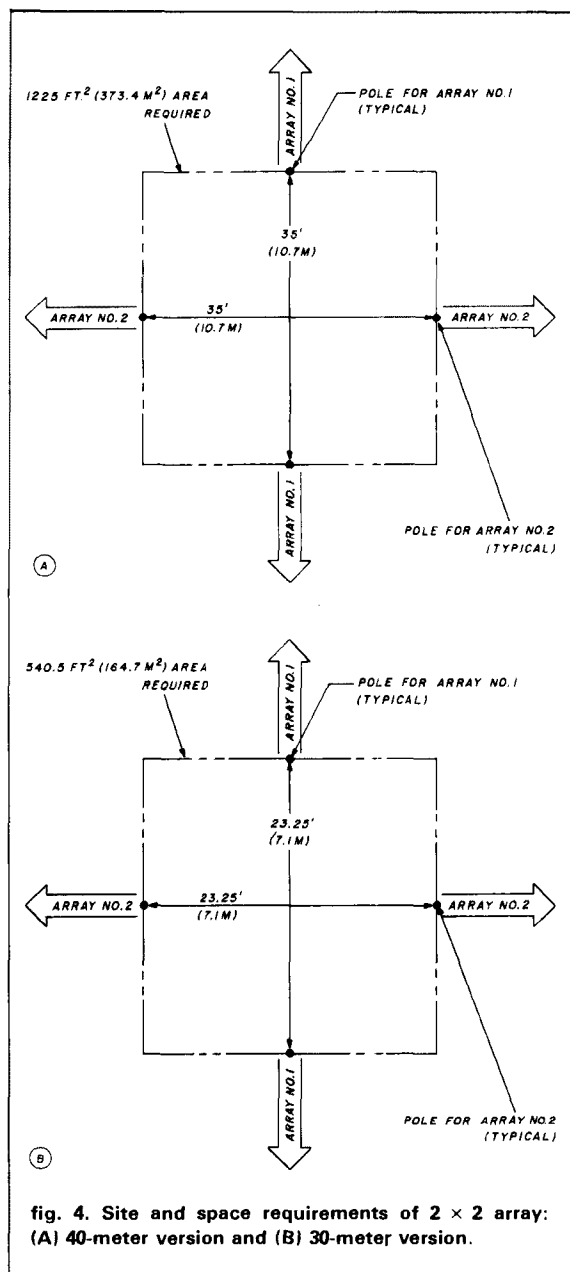 1225 FT.² (373.4 M²) AREA
REQUIRED
ARRAY NO.1
POLE FOR ARRAY NO.1
(TYPICAL)
35'
(10.7M)
ARRAY NO.2
35'
(10.7 M)
ARRAY NO.2
ARRAY NO.1
POLE FOR ARRAY NO.2
(TYPICAL)
A
540.5 FT² (164.7 M²) AREA
REQUIRED
ARRAY NO.1
POLE FOR ARRAY NO.1
(TYPICAL)
23.25'
(7.1M)
ARRAY NO.2
23.25'
(7.1M)
ARRAY NO.2
ARRAY NO.1
POLE FOR ARRAY NO.2
(TYPICAL)
B
fig. 4. Site and space requirements of 2 × 2 array:
(A) 40-meter version and (B) 30-meter version.